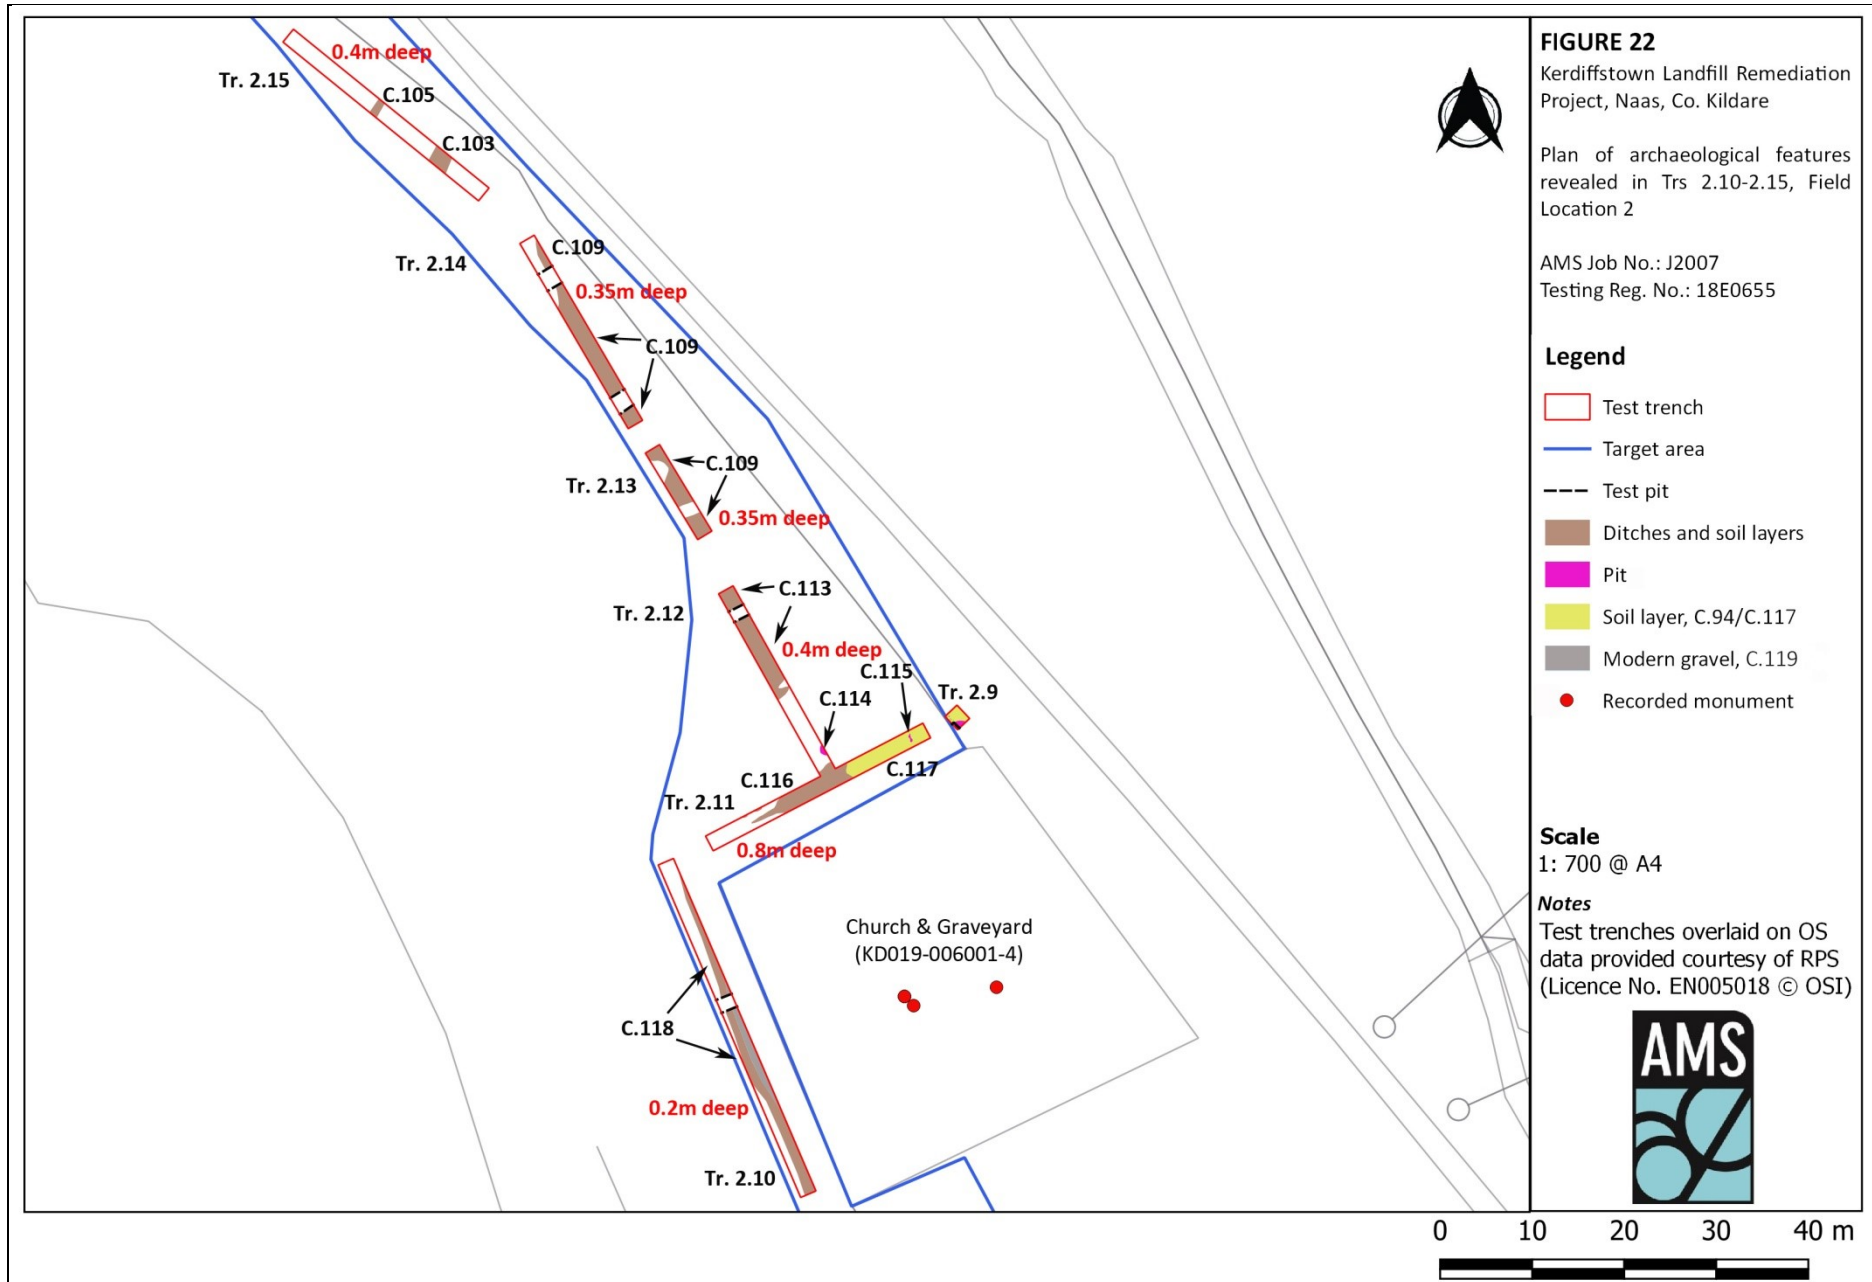 0.4m deep
Tr. 2.15
C.105
C.103
C.109
Tr. 2.14
0.35m deep
C.109
C.109
Tr. 2.13
0.35m deep
C.113
Tr. 2.12
0.4m deep
C.115
Tr. 2.9
C.114
C.117
C.116
Tr. 2.11
0.8m deep
Church & Graveyard
(KD019-006001-4)
C.118
0.2m deep
Tr. 2.10
FIGURE 22
Kerdiffstown Landfill Remediation
Project, Naas, Co. Kildare
Plan of archaeological features
revealed in Trs 2.10-2.15, Field
Location 2
AMS Job No.: J2007
Testing Reg. No.: 18E0655
Legend
Test trench
Target area
Test pit
Ditches and soil layers
Pit
Soil layer, C.94/C.117
Modern gravel, C.119
Recorded monument
Scale
1: 700 @ A4
Notes
Test trenches overlaid on OS
data provided courtesy of RPS
(Licence No. EN005018 © OSI)
AMS
0 10 20 30 40 m